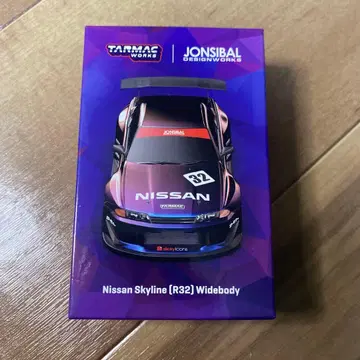 TARMAC WORKS
JONSIBAL
DESIGNWORKS
JONSIBAL
32
NISSAN
Nissan Skyline (R32) Widebody